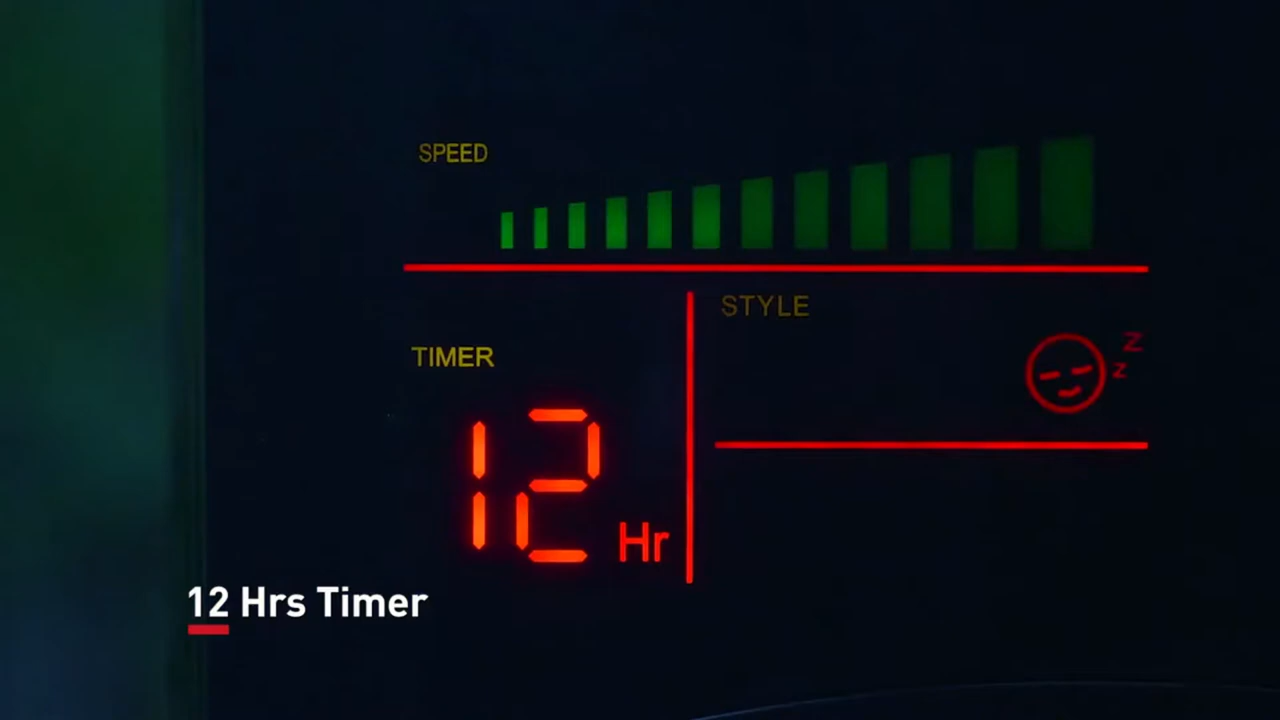 SPEED
STYLE
z
z
TIMER
12 Hr
12 Hrs Timer